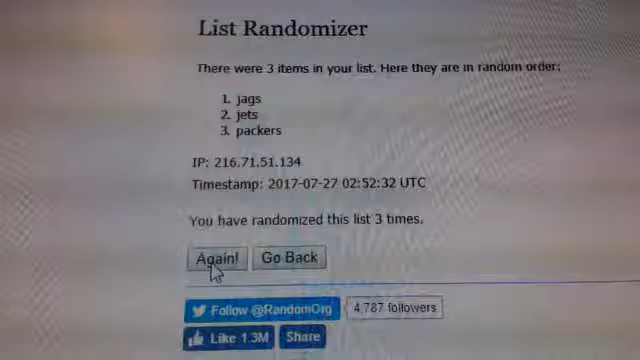 List Randomizer
There were 3 items in your list. Here they are in random order:
1. jags
2. jets
3. packers
IP: 216.71.51.134
Timestamp: 2017-07-27 02:52:32 UTC
You have randomized this list 3 times.
Again! Go Back
Follow @RandomOrg 4,787 followers
Like 1.3M Share